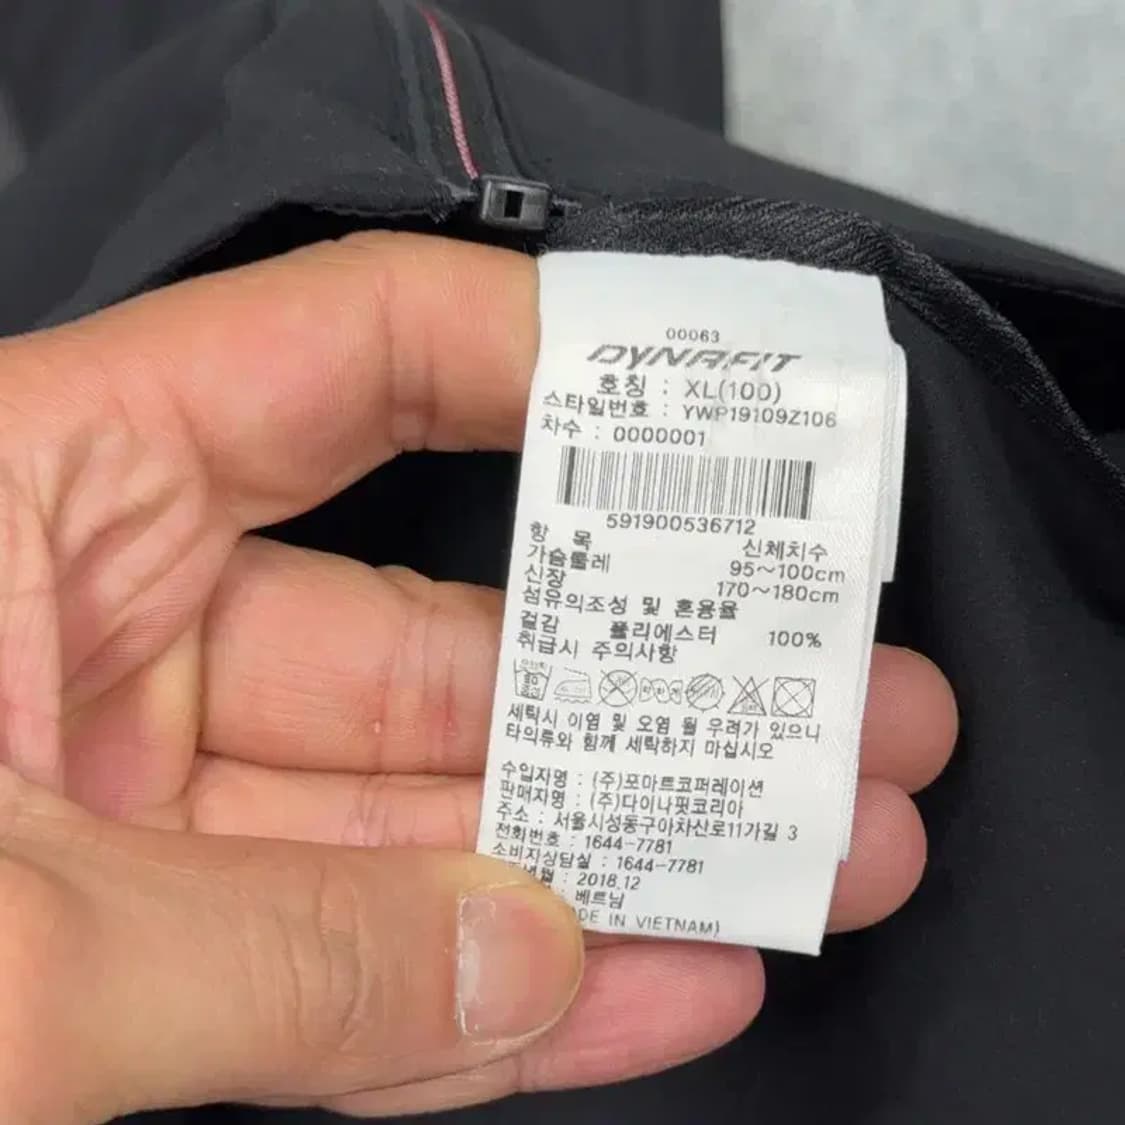 00063
DYNAFIT
호칭 : XL(100)
스타일번호 : YWP19109Z106
차수 : 0000001
591900536712
항 목 신체치수
가슴둘레 95~100cm
신장 170~180cm
섬유의조성 및 혼용율
겉감 폴리에스터 100%
취급시 주의사항
세탁시 이염 및 오염 될 우려가 있으니
타의류와 함께 세탁하지 마십시오
수입자명 : (주)포마트코퍼레이션
판매자명 : (주)다이나핏코리아
주소 : 서울시성동구아차산로11가길 3
전화번호 : 1644-7781
소비자상담실 : 1644-7781
: 2018.12
: 베트남
IN VIETNAM)